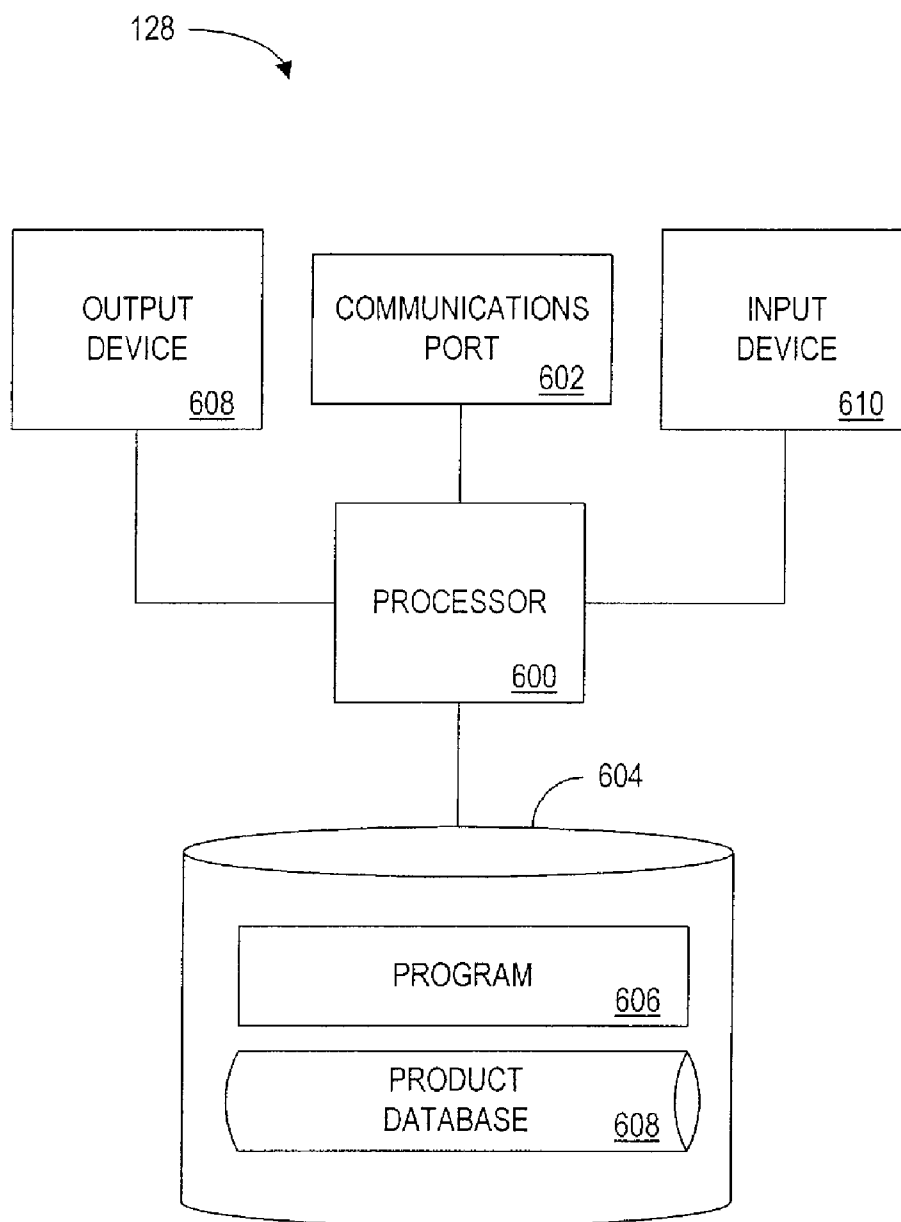 128
OUTPUT
DEVICE
608
COMMUNICATIONS
PORT
602
INPUT
DEVICE
610
PROCESSOR
600
604
PROGRAM
606
PRODUCT
DATABASE
608